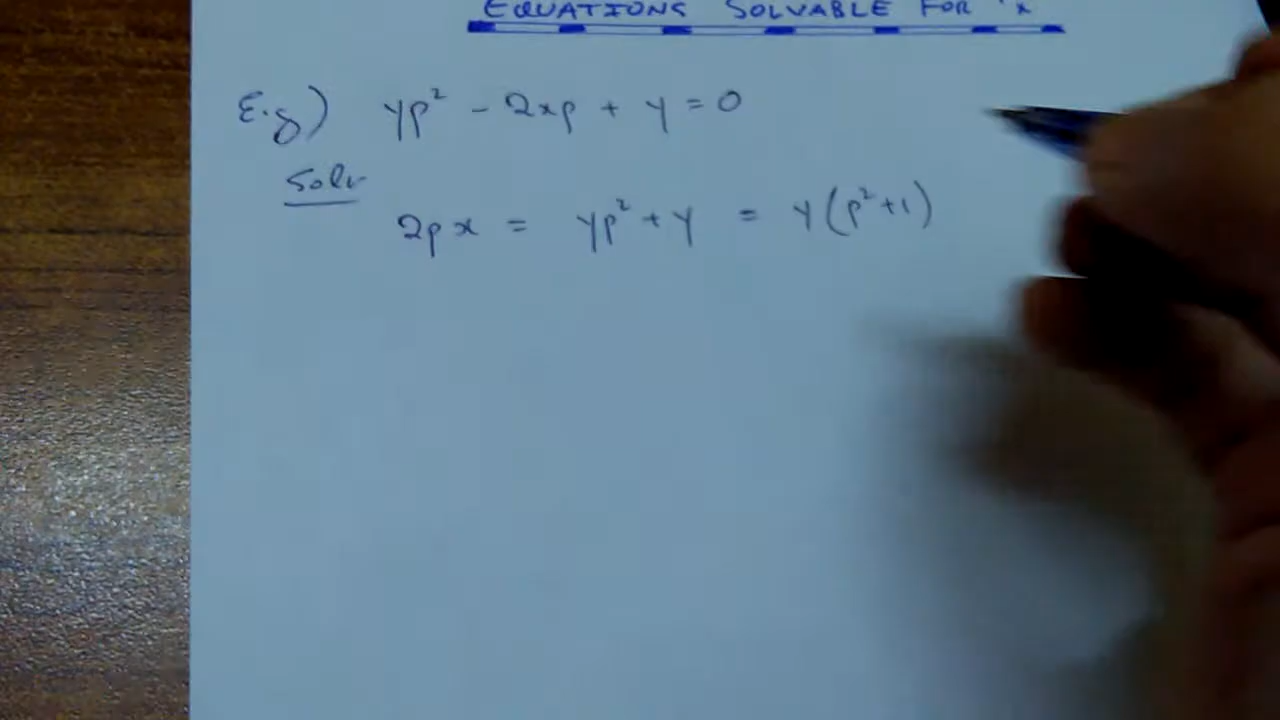 EQUATIONS SOLVABLE FOR 'x
E.g) yp² - 2xp + y = 0
Soln
2px = yp² + y = y(p²+1)